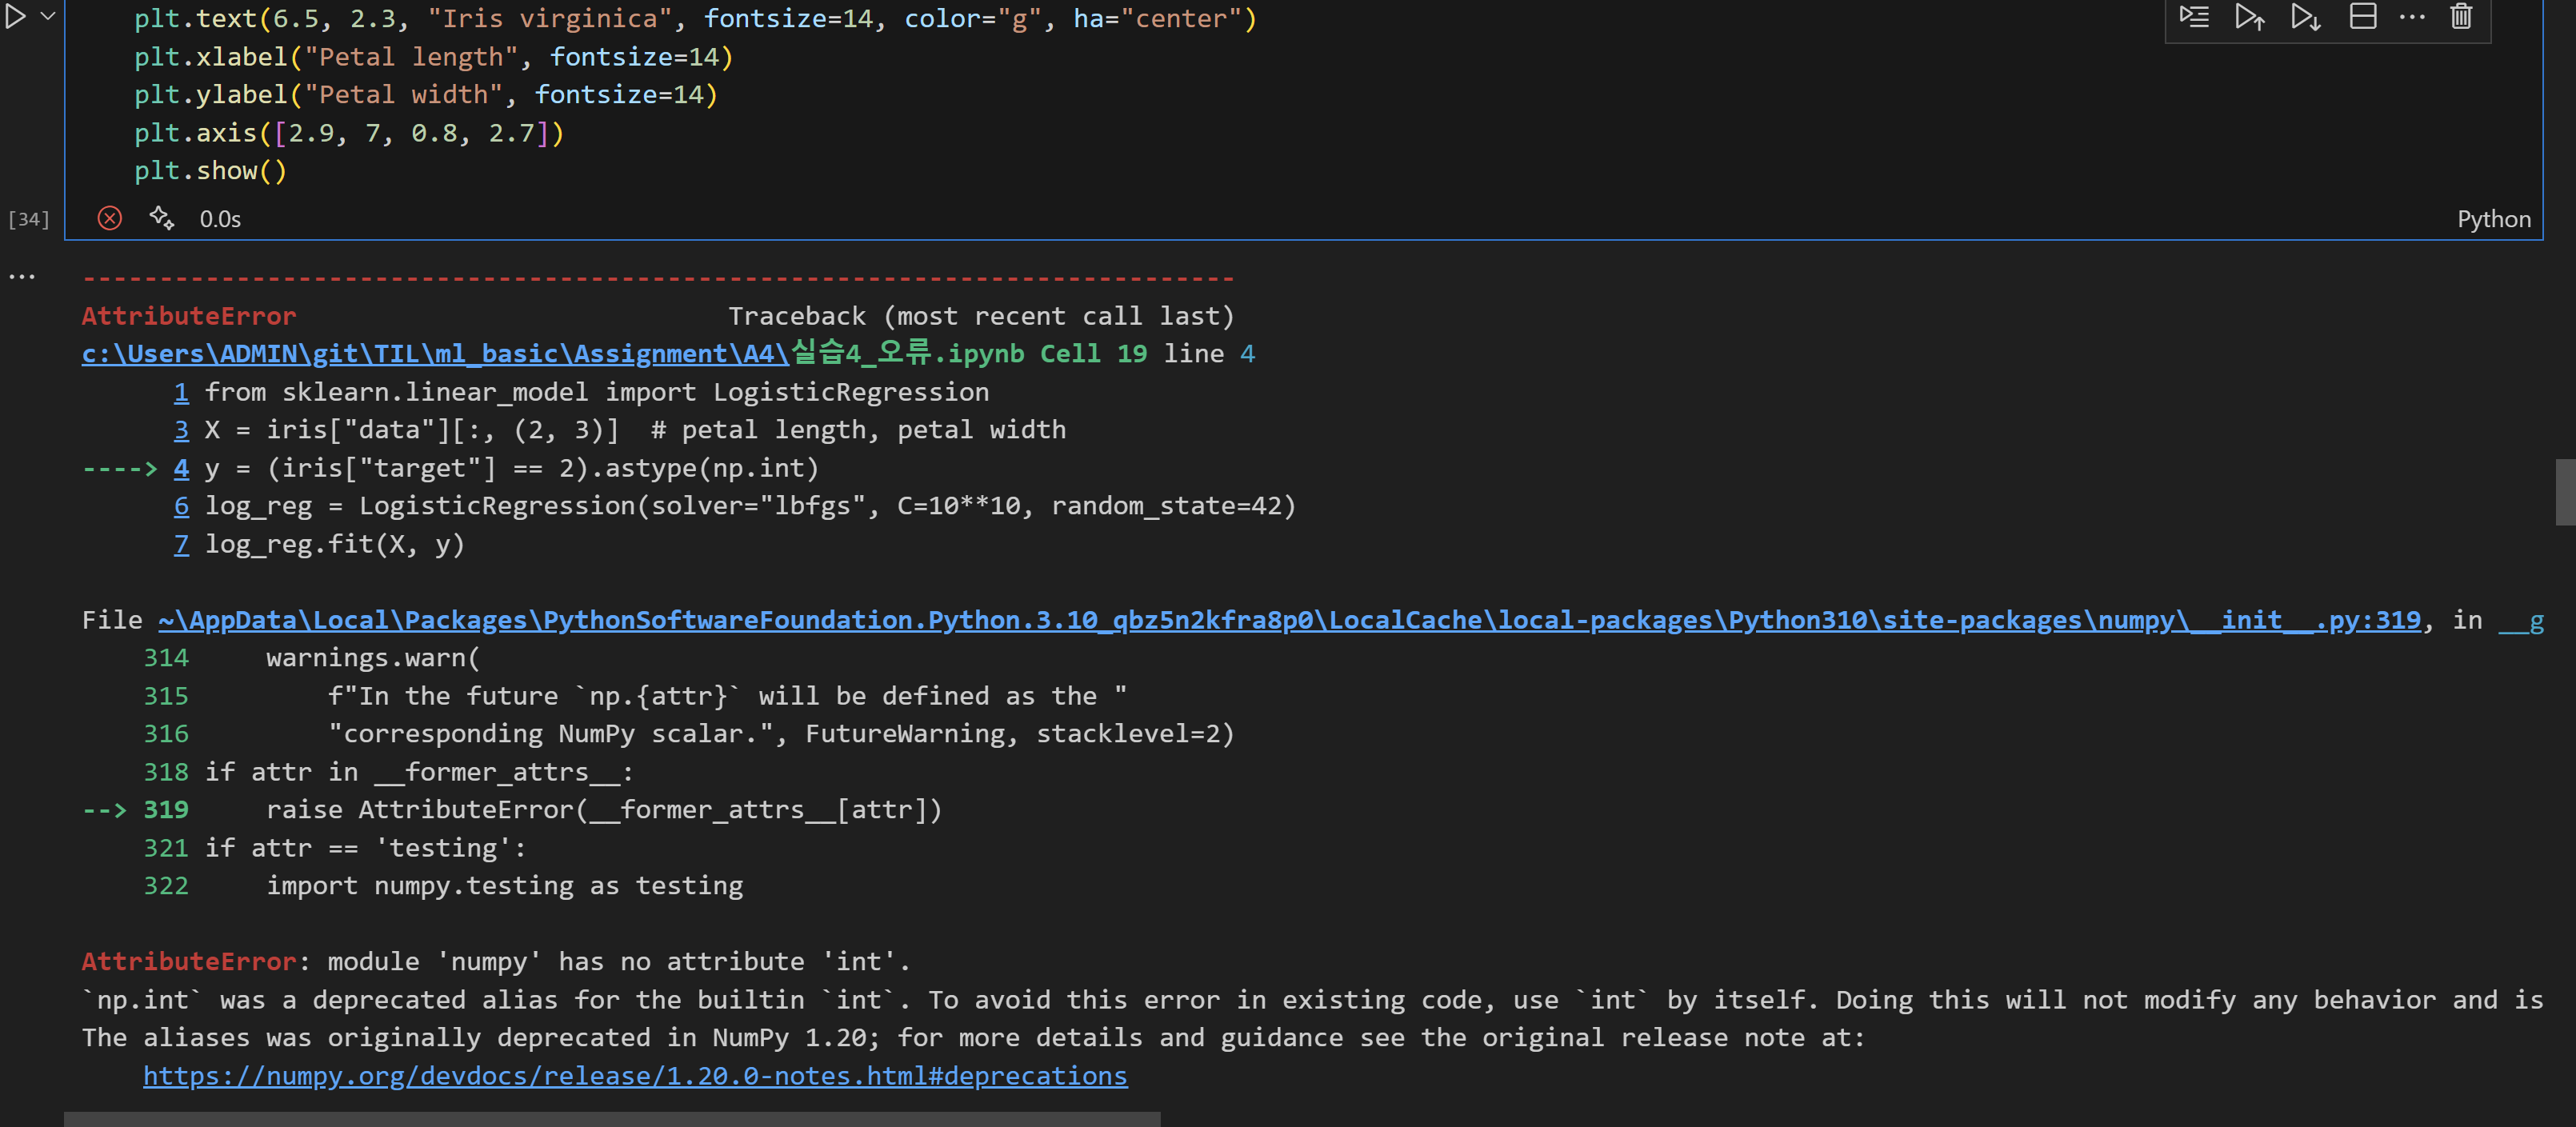 plt.text(6.5, 2.3, "Iris virginica", fontsize=14, color="g", ha="center")
plt.xlabel("Petal length", fontsize=14)
plt.ylabel("Petal width", fontsize=14)
plt.axis([2.9, 7, 0.8, 2.7])
plt.show()
[34] 0.0s Python
---------------------------------------------------------------------------
AttributeError Traceback (most recent call last)
c:\Users\ADMIN\git\TIL\ml_basic\Assignment\A4\실습4_오류.ipynb Cell 19 line 4
1 from sklearn.linear_model import LogisticRegression
3 X = iris["data"][:, (2, 3)]  # petal length, petal width
----> 4 y = (iris["target"] == 2).astype(np.int)
6 log_reg = LogisticRegression(solver="lbfgs", C=10**10, random_state=42)
7 log_reg.fit(X, y)
File ~\AppData\Local\Packages\PythonSoftwareFoundation.Python.3.10_qbz5n2kfra8p0\LocalCache\local-packages\Python310\site-packages\numpy\__init__.py:319, in __g
314     warnings.warn(
315         f"In the future `np.{attr}` will be defined as the "
316         "corresponding NumPy scalar.", FutureWarning, stacklevel=2)
318 if attr in __former_attrs__:
--> 319     raise AttributeError(__former_attrs__[attr])
321 if attr == 'testing':
322     import numpy.testing as testing
AttributeError: module 'numpy' has no attribute 'int'.
`np.int` was a deprecated alias for the builtin `int`. To avoid this error in existing code, use `int` by itself. Doing this will not modify any behavior and is
The aliases was originally deprecated in NumPy 1.20; for more details and guidance see the original release note at:
https://numpy.org/devdocs/release/1.20.0-notes.html#deprecations